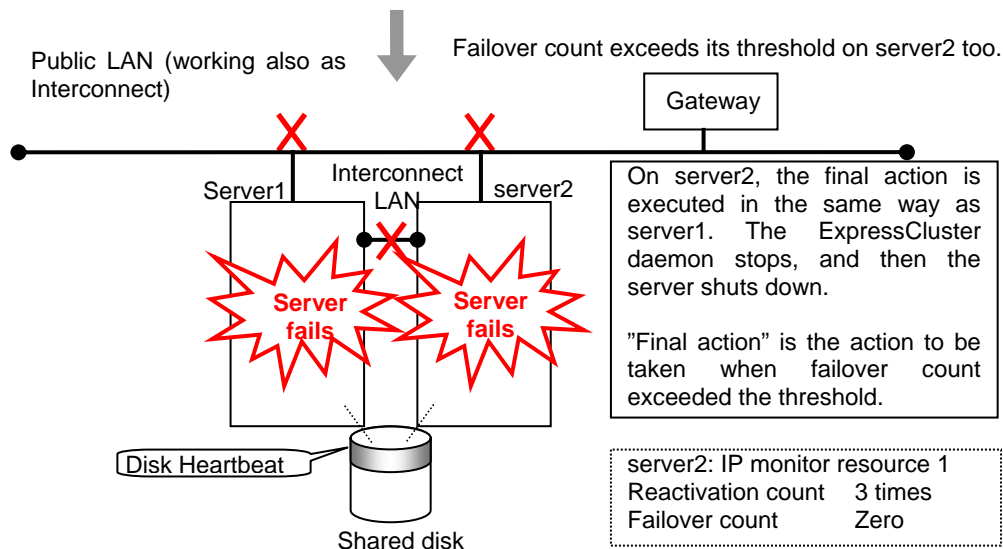 Public LAN (working also as
Interconnect)
Failover count exceeds its threshold on server2 too.
Gateway
Server1
Interconnect
LAN
server2
Server
fails
Server
fails
On server2, the final action is
executed in the same way as
server1. The ExpressCluster
daemon stops, and then the
server shuts down.
”Final action” is the action to be
taken when failover count
exceeded the threshold.
Disk Heartbeat
Shared disk
server2: IP monitor resource 1
Reactivation count 3 times
Failover count Zero